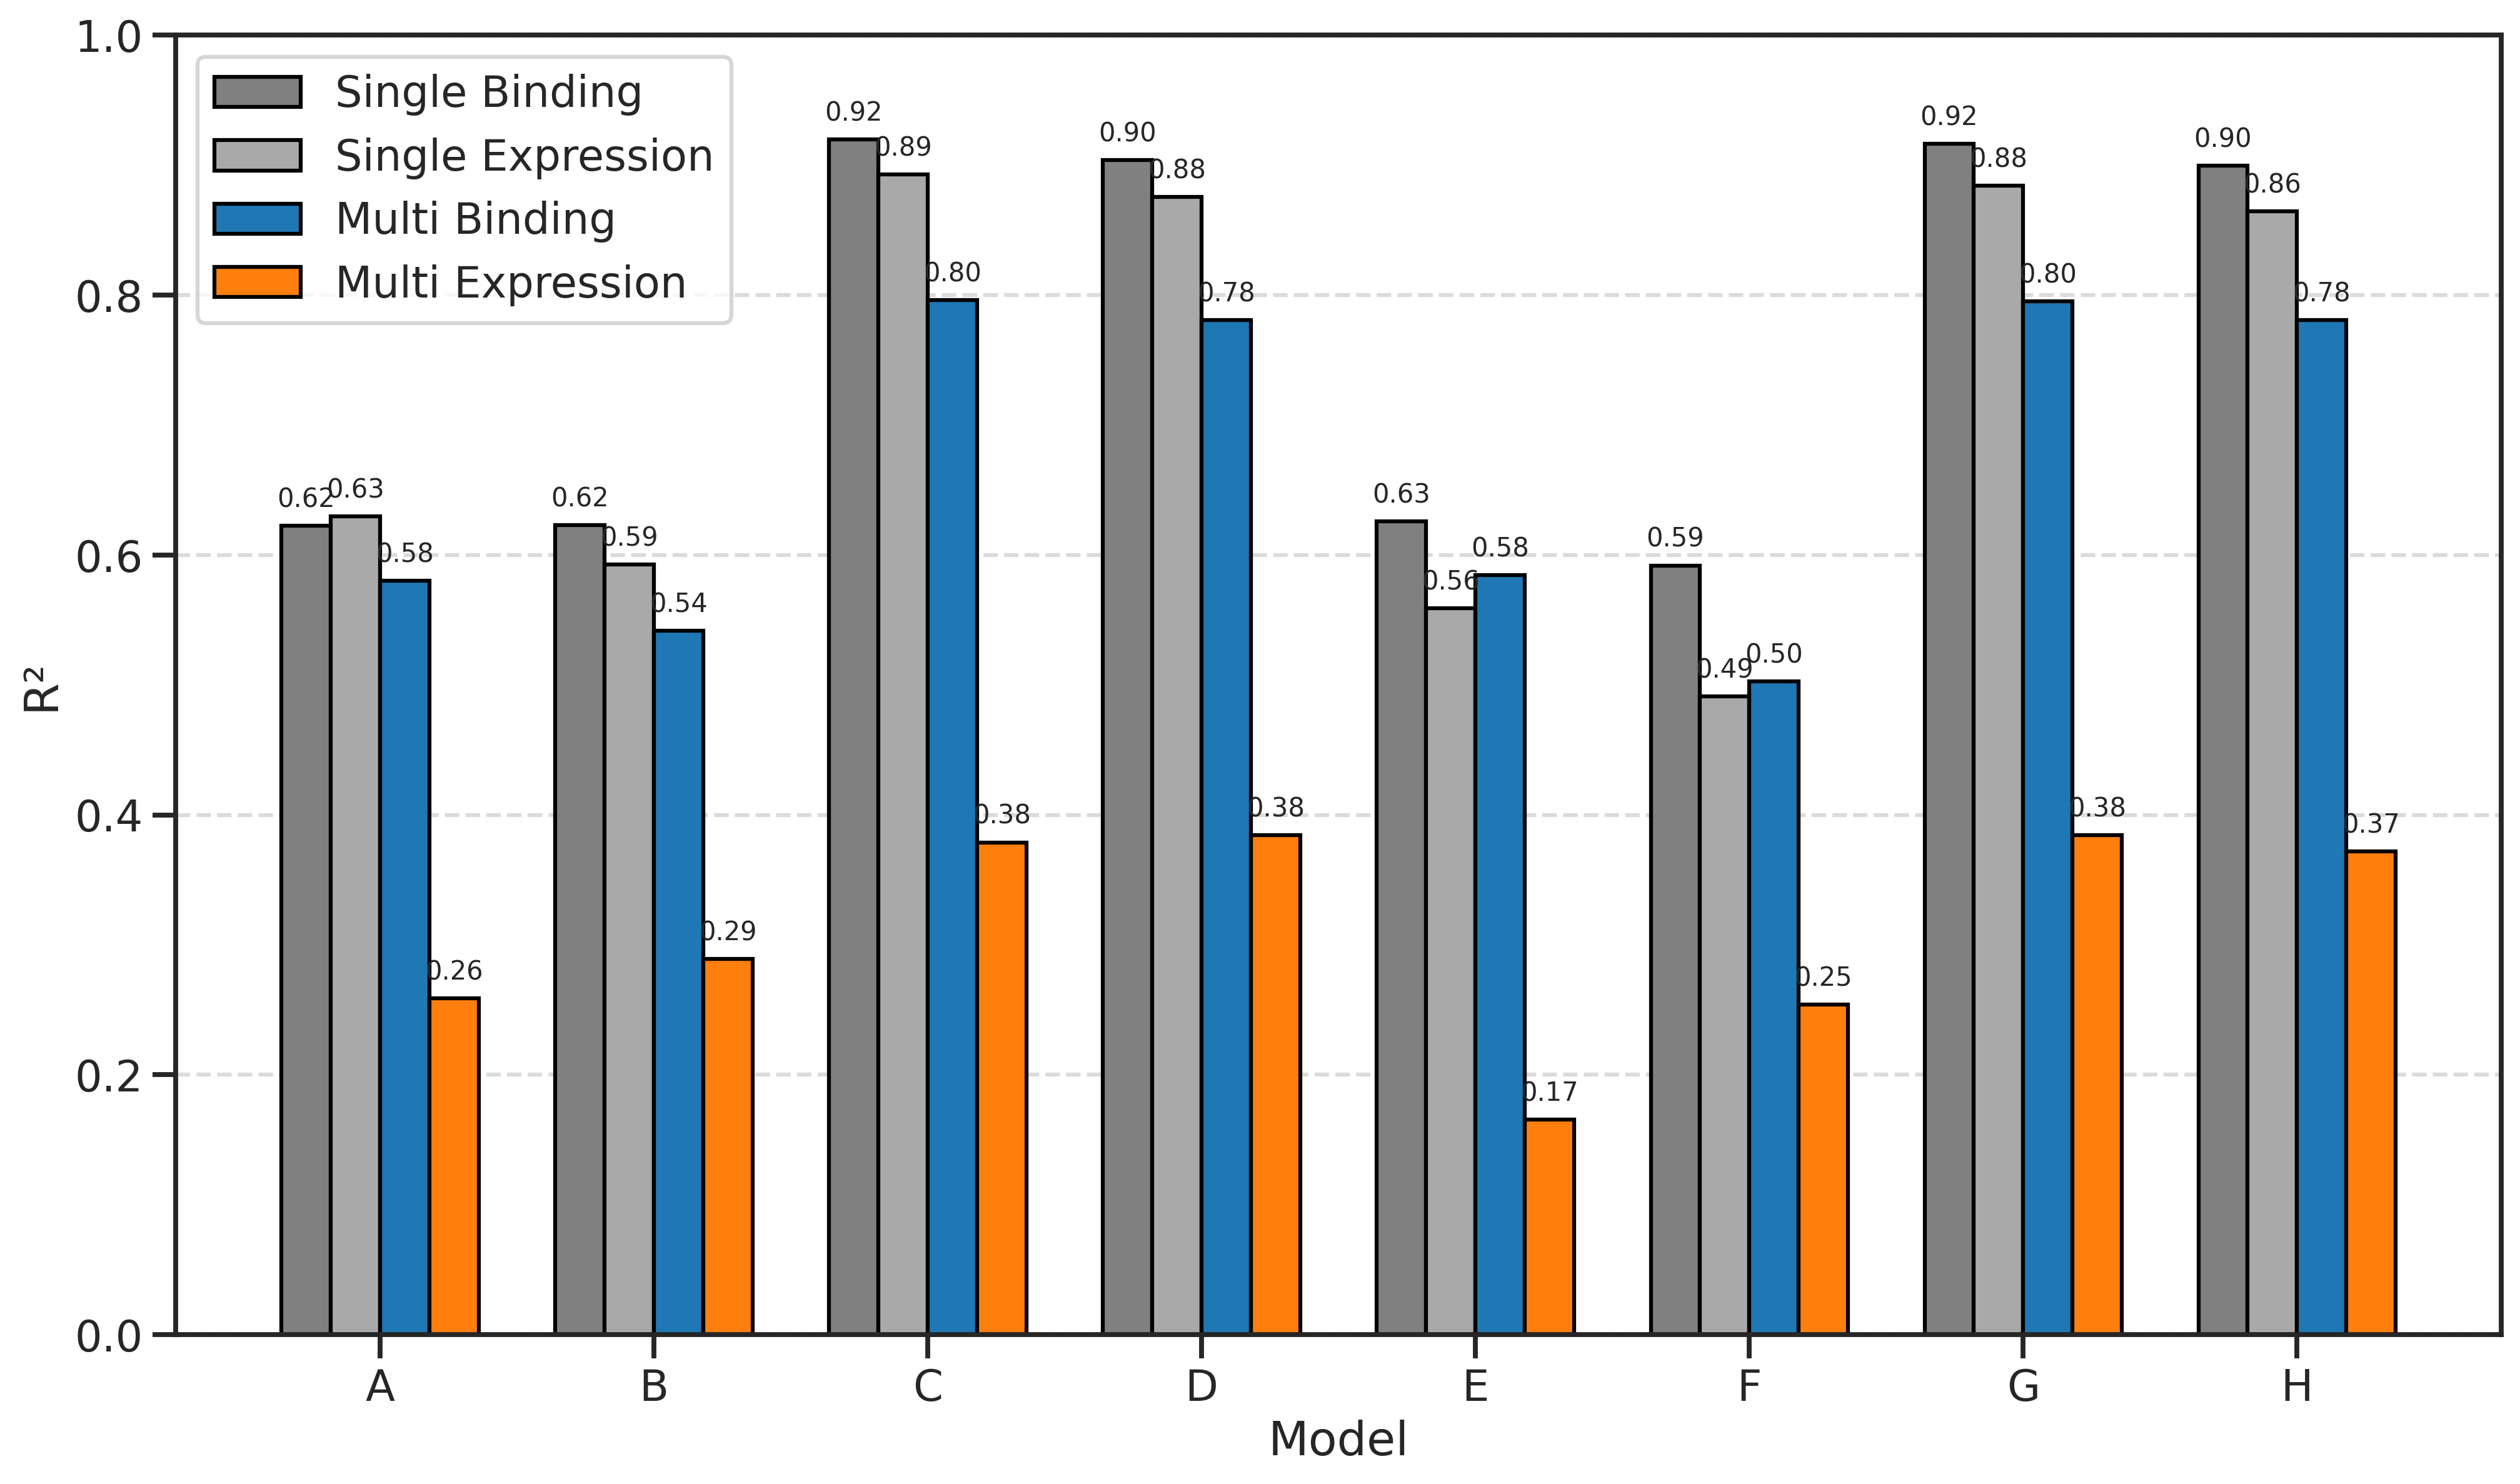 1.0
0.8
0.6
0.4
0.2
0.0
R²
Single Binding
Single Expression
Multi Binding
Multi Expression
0.62 0.63 0.58 0.26
0.62 0.59 0.54 0.29
0.92 0.89 0.80 0.38
0.90 0.88 0.78 0.38
0.63 0.56 0.58 0.17
0.59 0.49 0.50 0.25
0.92 0.88 0.80 0.38
0.90 0.86 0.78 0.37
A B C D E F G H
Model